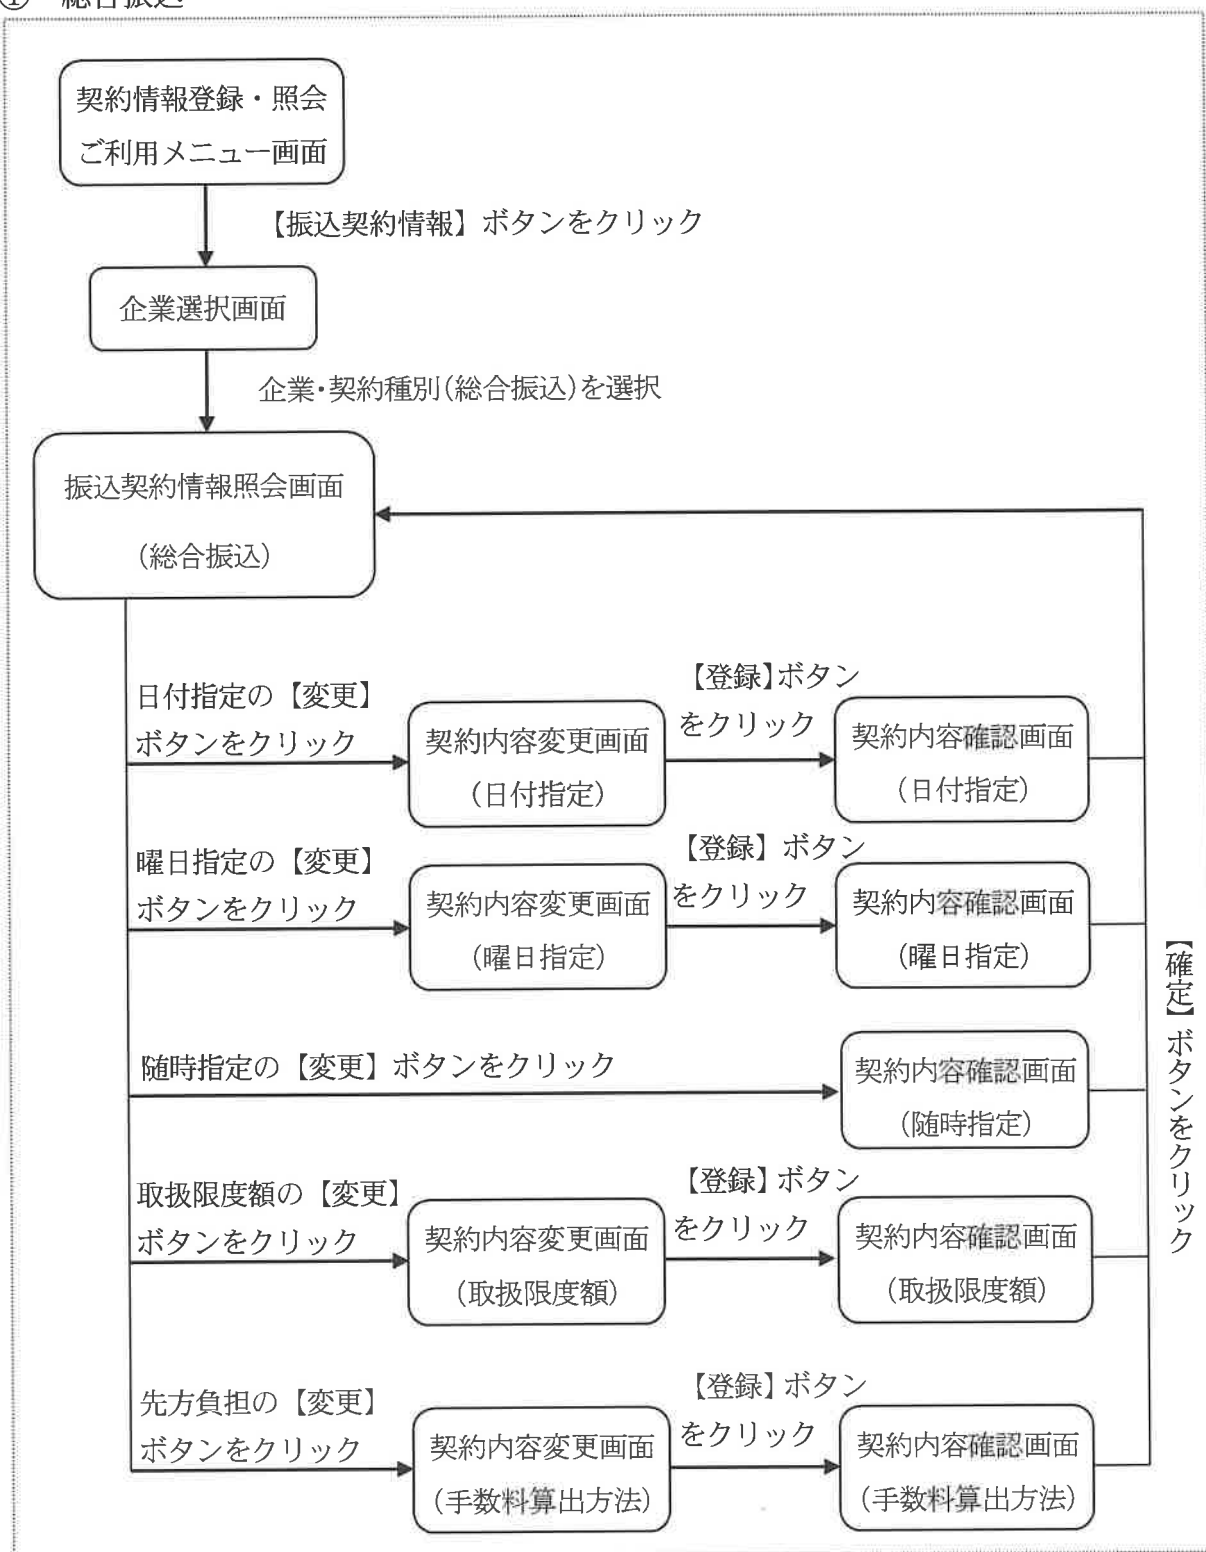 ① 総合振込
契約情報登録・照会
ご利用メニュー画面
【振込契約情報】ボタンをクリック
企業選択画面
企業・契約種別(総合振込)を選択
振込契約情報照会画面
(総合振込)
日付指定の【変更】
ボタンをクリック
契約内容変更画面
(日付指定)
【登録】ボタン
をクリック
契約内容確認画面
(日付指定)
曜日指定の【変更】
ボタンをクリック
契約内容変更画面
(曜日指定)
【登録】ボタン
をクリック
契約内容確認画面
(曜日指定)
随時指定の【変更】ボタンをクリック
契約内容確認画面
(随時指定)
取扱限度額の【変更】
ボタンをクリック
契約内容変更画面
(取扱限度額)
【登録】ボタン
をクリック
契約内容確認画面
(取扱限度額)
先方負担の【変更】
ボタンをクリック
契約内容変更画面
(手数料算出方法)
【登録】ボタン
をクリック
契約内容確認画面
(手数料算出方法)
【確定】ボタンをクリック